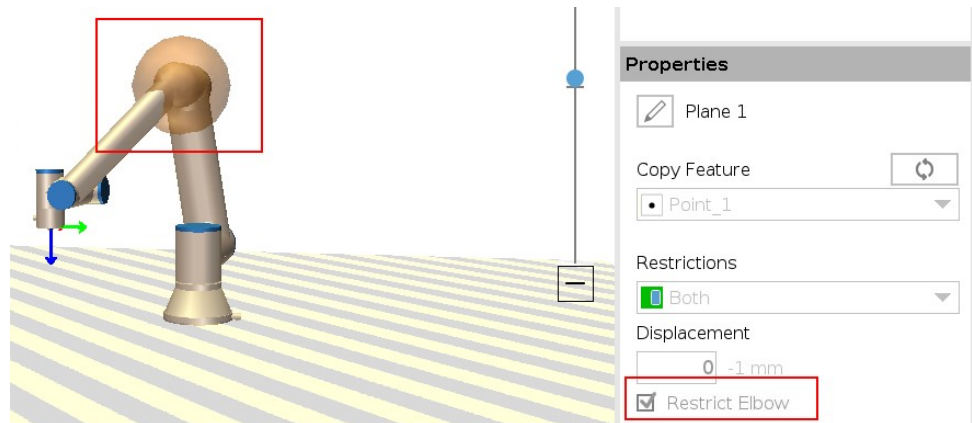 Properties
Plane 1
Copy Feature
Point_1
Restrictions
Both
Displacement
0 -1 mm
Restrict Elbow